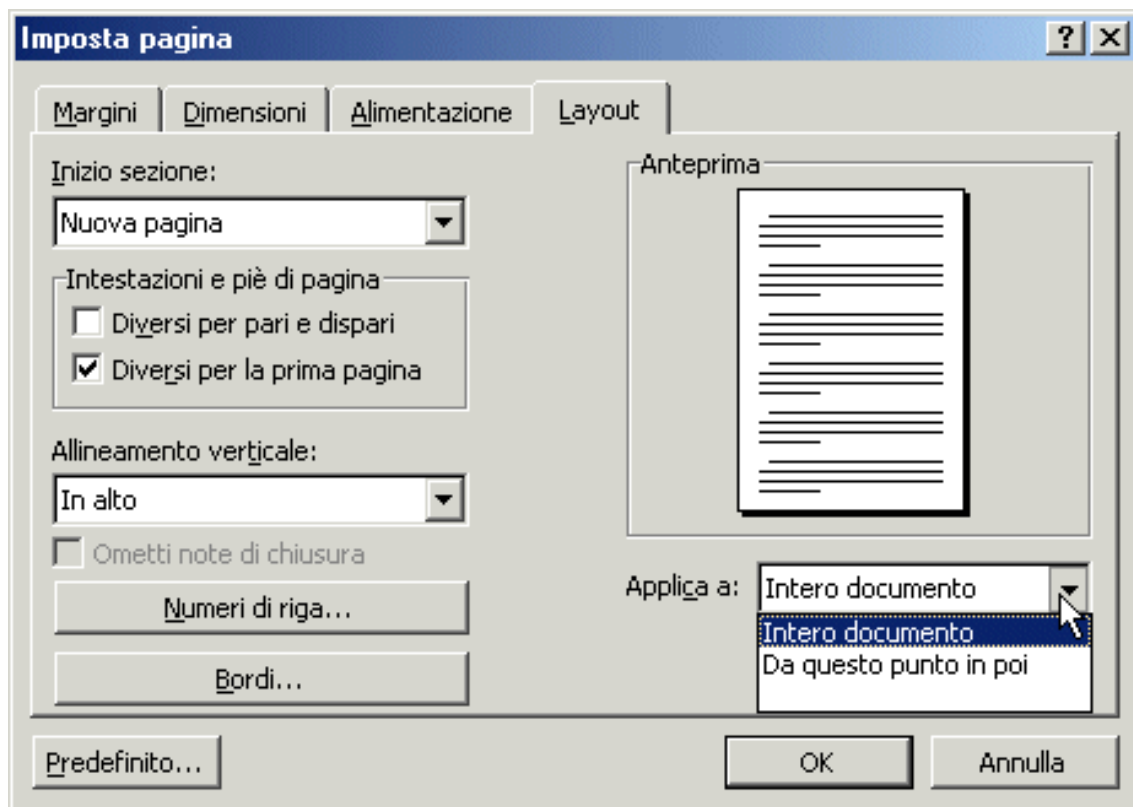 Imposta pagina
Margini
Dimensioni
Alimentazione
Layout
Inizio sezione:
Nuova pagina
Intestazioni e piè di pagina
Diversi per pari e dispari
Diversi per la prima pagina
Allineamento verticale:
In alto
Ometti note di chiusura
Numeri di riga...
Bordi...
Anteprima
Applica a:
Intero documento
Intero documento
Da questo punto in poi
Predefinito...
OK
Annulla